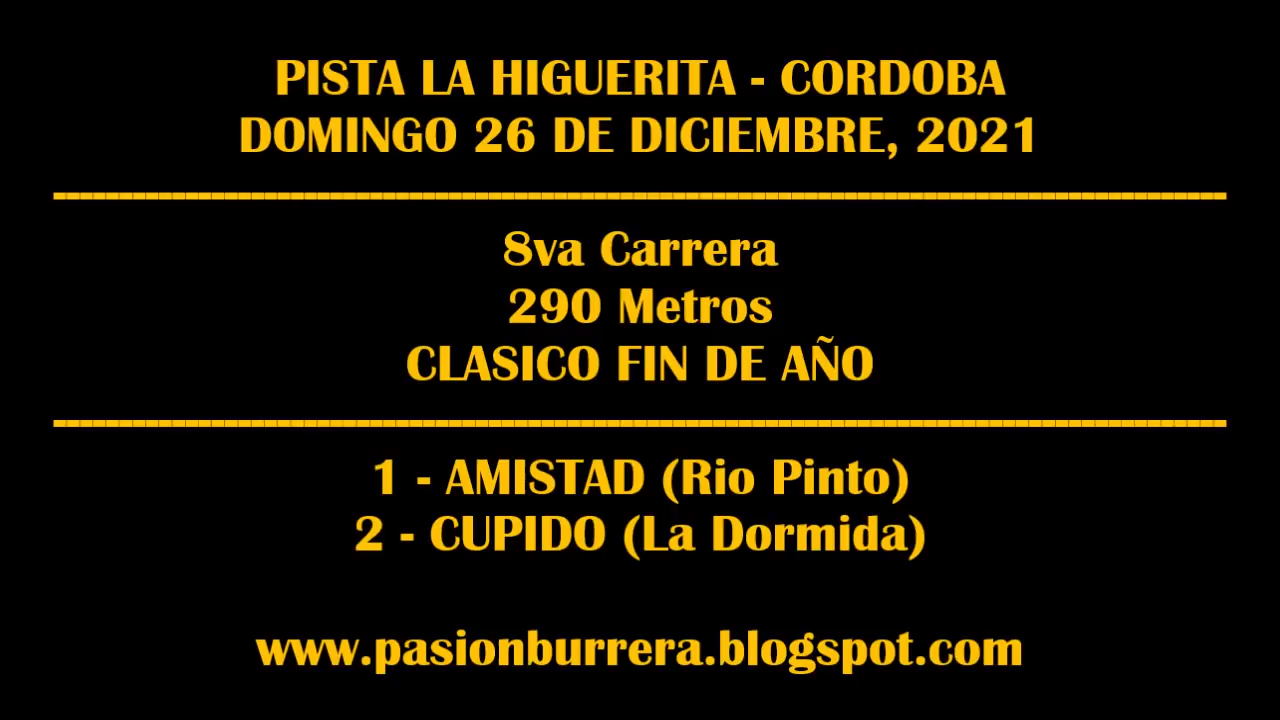 PISTA LA HIGUERITA - CORDOBA
DOMINGO 26 DE DICIEMBRE, 2021
8va Carrera
290 Metros
CLASICO FIN DE AÑO
1 - AMISTAD (Rio Pinto)
2 - CUPIDO (La Dormida)
www.pasionburrera.blogspot.com